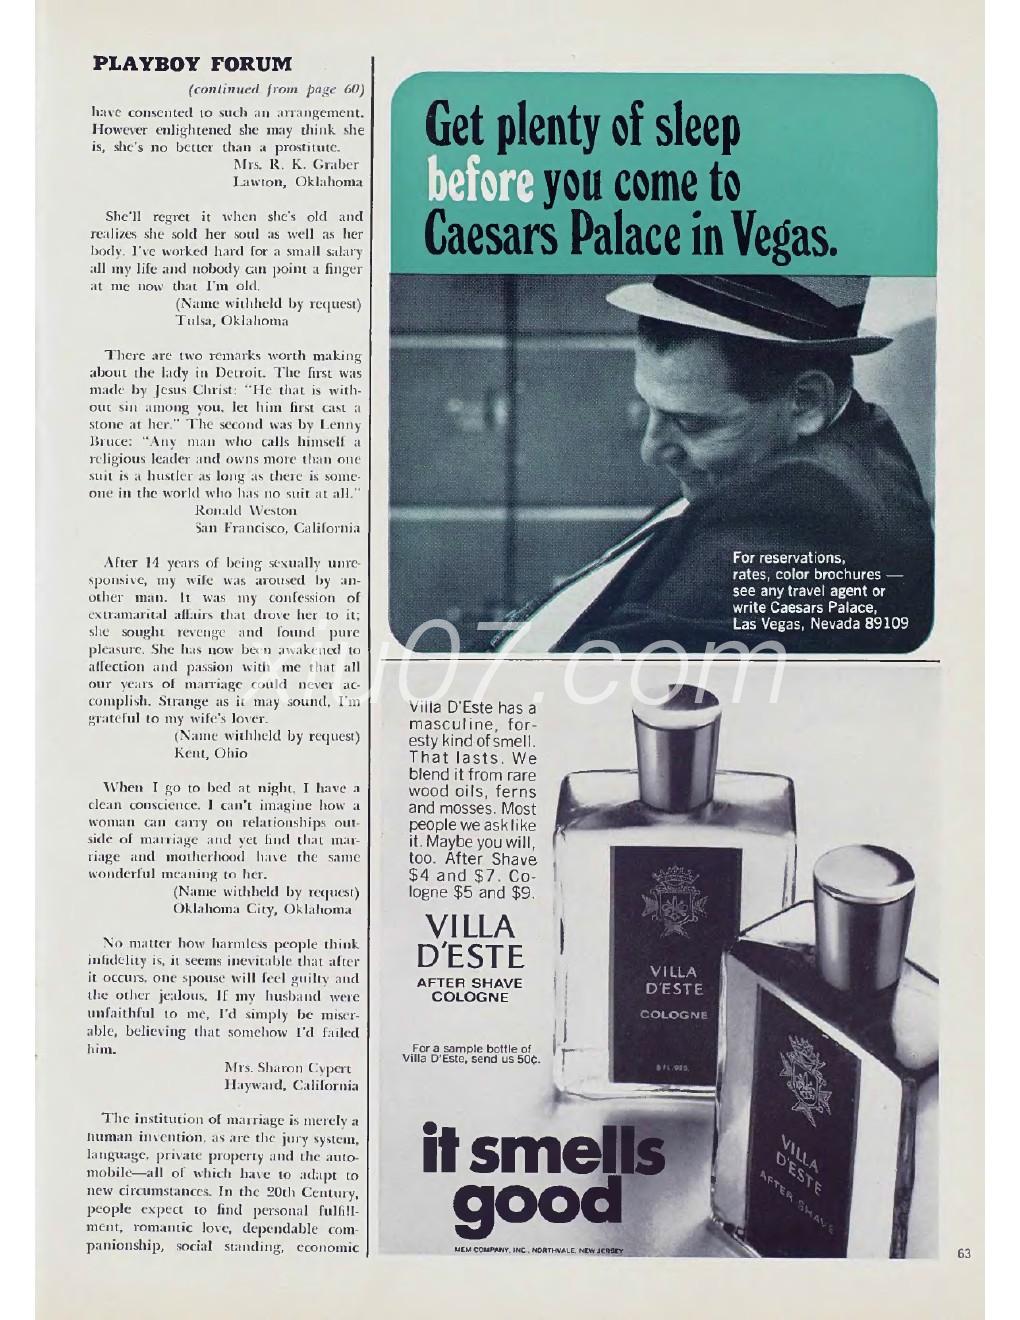 PLAYBOY FORUM
(continued from page 60)
have consented to such an arrangement.
However enlightened she may think she
is, she's no better than a prostitute.
Mrs. R. K. Graber
Lawton, Oklahoma
She'll regret it when she's old and
realizes she sold her soul as well as her
body. I've worked hard for a small salary
all my life and nobody can point a finger
at me now that I'm old.
(Name withheld by request)
Tulsa, Oklahoma
There are two remarks worth making
about the lady in Detroit. The first was
made by Jesus Christ: "He that is with-
out sin among you, let him first cast a
stone at her." The second was by Lenny
Bruce: "Any man who calls himself a
religious leader and owns more than one
suit is a hustler as long as there is some-
one in the world who has no suit at all."
Ronald Weston
San Francisco, California
After 14 years of being sexually unre-
sponsive, my wife was aroused by an-
other man. It was my confession of
extramarital affairs that drove her to it;
she sought revenge and found pure
pleasure. She has now been awakened to
affection and passion with me that all
our years of marriage could never ac-
complish. Strange as it may sound, I'm
grateful to my wife's lover.
(Name withheld by request)
Kent, Ohio
When I go to bed at night, I have a
clean conscience. I can't imagine how a
woman can carry on relationships out-
side of marriage and yet find that mar-
riage and motherhood have the same
wonderful meaning to her.
(Name withheld by request)
Oklahoma City, Oklahoma
No matter how harmless people think
infidelity is, it seems inevitable that after
it occurs, one spouse will feel guilty and
the other jealous. If my husband were
unfaithful to me, I'd simply be miser-
able, believing that somehow I'd failed
him.
Mrs. Sharon Cypert
Hayward, California
The institution of marriage is merely a
human invention, as are the jury system,
language, private property and the auto-
mobile—all of which have to adapt to
new circumstances. In the 20th Century,
people expect to find personal fulfill-
ment, romantic love, dependable com-
panionship, social standing, economic
Get plenty of sleep
before you come to
Caesars Palace in Vegas.
For reservations,
rates, color brochures —
see any travel agent or
write Caesars Palace,
Las Vegas, Nevada 89109
xiu07.com
Villa D'Este has a
masculine, for-
esty kind of smell.
That lasts. We
blend it from rare
wood oils, ferns
and mosses. Most
people we ask like
it. Maybe you will,
too. After Shave
$4 and $7. Co-
logne $5 and $9.
VILLA
D'ESTE
AFTER SHAVE
COLOGNE
For a sample bottle of
Villa D'Este, send us 50¢.
VILLA
D'ESTE
COLOGNE
8 FL. OZS.
VILLA
D'ESTE
AFTER SHAVE
it smells
good
MEM COMPANY, INC., NORTHVALE, NEW JERSEY
63